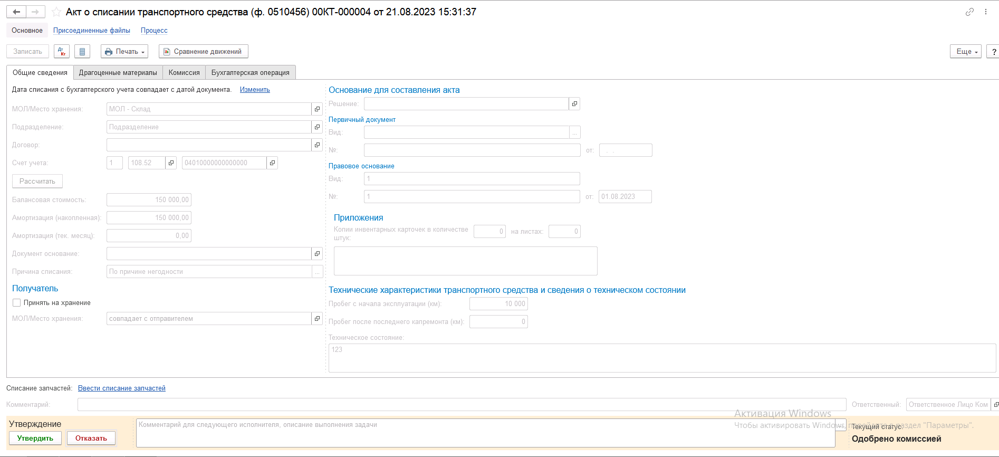 Акт о списании транспортного средства (ф. 0510456) 00КТ-000004 от 21.08.2023 15:31:37
Основное Присоединенные файлы Процесс
Записать Дт Кт Печать Сравнение движений Еще ?
Общие сведения Драгоценные материалы Комиссия Бухгалтерская операция
Дата списания с бухгалтерского учета совпадает с датой документа. Изменить
МОЛ/Место хранения: МОЛ - Склад
Подразделение: Подразделение
Договор:
Счет учета: 1 108.52 04010000000000000
Рассчитать
Балансовая стоимость: 150 000,00
Амортизация (накопленная): 150 000,00
Амортизация (тек. месяц): 0,00
Документ основание:
Причина списания: По причине негодности ...
Получатель
Принять на хранение
МОЛ/Место хранения: совпадает с отправителем
Основание для составления акта
Решение:
Первичный документ
Вид: ...
№: от: . .
Правовое основание
Вид: 1
№: 1 от: 01.08.2023
Приложения
Копии инвентарных карточек в количестве
штук: 0 на листах: 0
Технические характеристики транспортного средства и сведения о техническом состоянии
Пробег с начала эксплуатации (км): 10 000
Пробег после последнего капремонта (км): 0
Техническое состояние:
123
Списание запчастей: Ввести списание запчастей
Комментарий: Ответственный: Ответственное Лицо Ком
Активация Windows
Чтобы активировать Windows, перейдите в раздел "Параметры".
Утверждение
Утвердить Отказать
Комментарий для следующего исполнителя, описание выполнения задачи ...
Текущий статус:
Одобрено комиссией